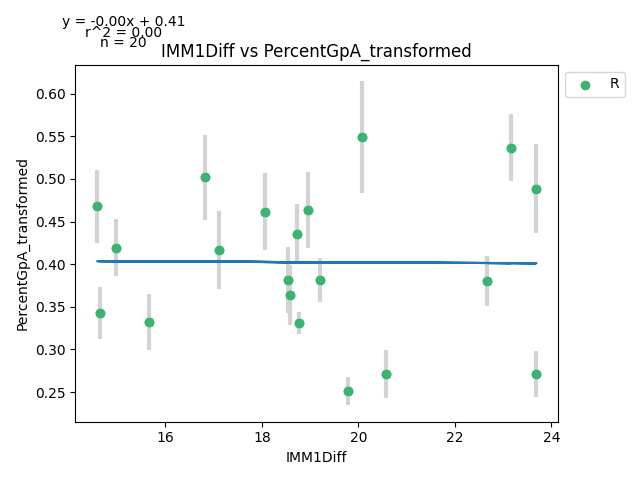 y = -0.00x + 0.41
r^2 = 0.00
n = 20
IMM1Diff vs PercentGpA_transformed
R
PercentGpA_transformed
0.60
0.55
0.50
0.45
0.40
0.35
0.30
0.25
16 18 20 22 24
IMM1Diff